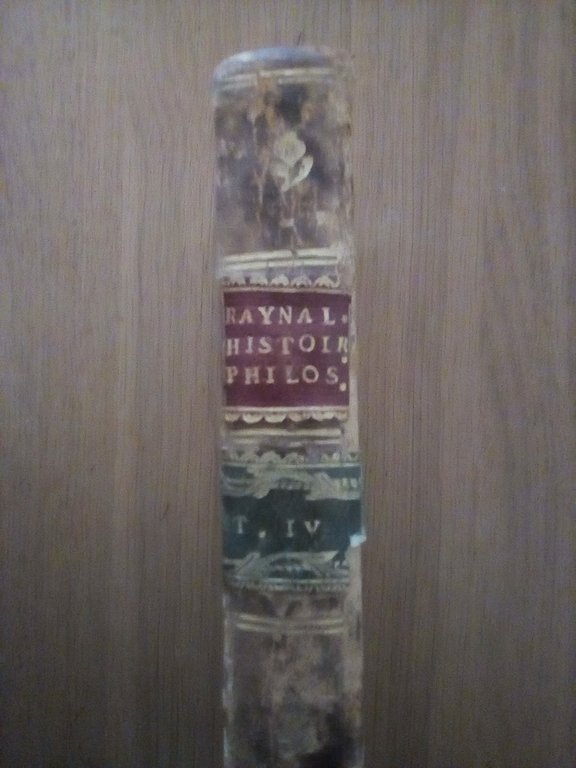 RAYNAL.
HISTOIR
PHILOS.
T. IV